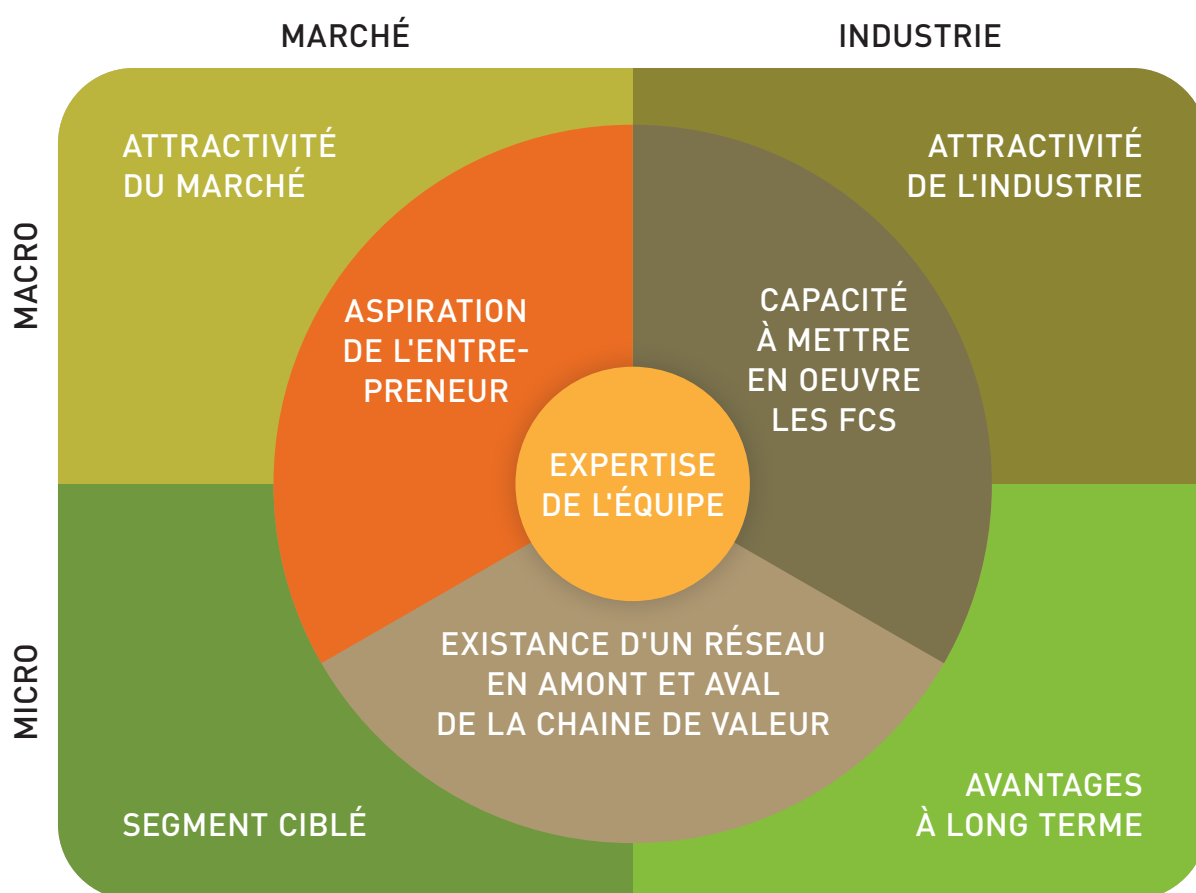 MARCHÉ
INDUSTRIE
MACRO
ATTRACTIVITÉ
DU MARCHÉ
ATTRACTIVITÉ
DE L'INDUSTRIE
ASPIRATION
DE L'ENTRE-
PRENEUR
CAPACITÉ
À METTRE
EN OEUVRE
LES FCS
EXPERTISE
DE L'ÉQUIPE
MICRO
EXISTANCE D'UN RÉSEAU
EN AMONT ET AVAL
DE LA CHAINE DE VALEUR
SEGMENT CIBLÉ
AVANTAGES
À LONG TERME